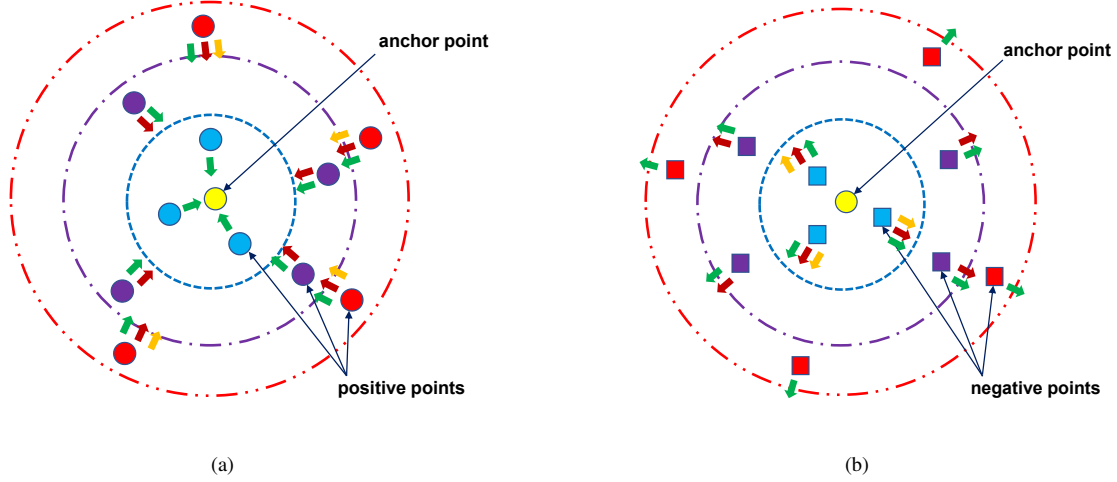 anchor point
anchor point
positive points
negative points
(a)
(b)